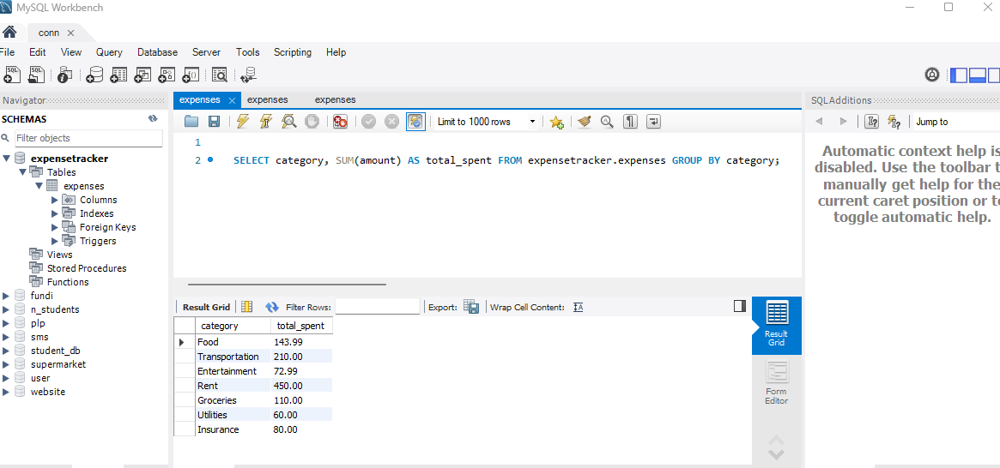 MySQL Workbench
conn
File Edit View Query Database Server Tools Scripting Help
Navigator
SCHEMAS
Filter objects
expensetracker
Tables
expenses
Columns
Indexes
Foreign Keys
Triggers
Views
Stored Procedures
Functions
fundi
n_students
plp
sms
student_db
supermarket
user
website
expenses expenses expenses
Limit to 1000 rows
1
2 SELECT category, SUM(amount) AS total_spent FROM expensetracker.expenses GROUP BY category;
Result Grid Filter Rows: Export: Wrap Cell Content:
category total_spent
Food 143.99
Transportation 210.00
Entertainment 72.99
Rent 450.00
Groceries 110.00
Utilities 60.00
Insurance 80.00
Result
Grid
Form
Editor
SQLAdditions
Jump to
Automatic context help is
disabled. Use the toolbar t
manually get help for the
current caret position or to
toggle automatic help.